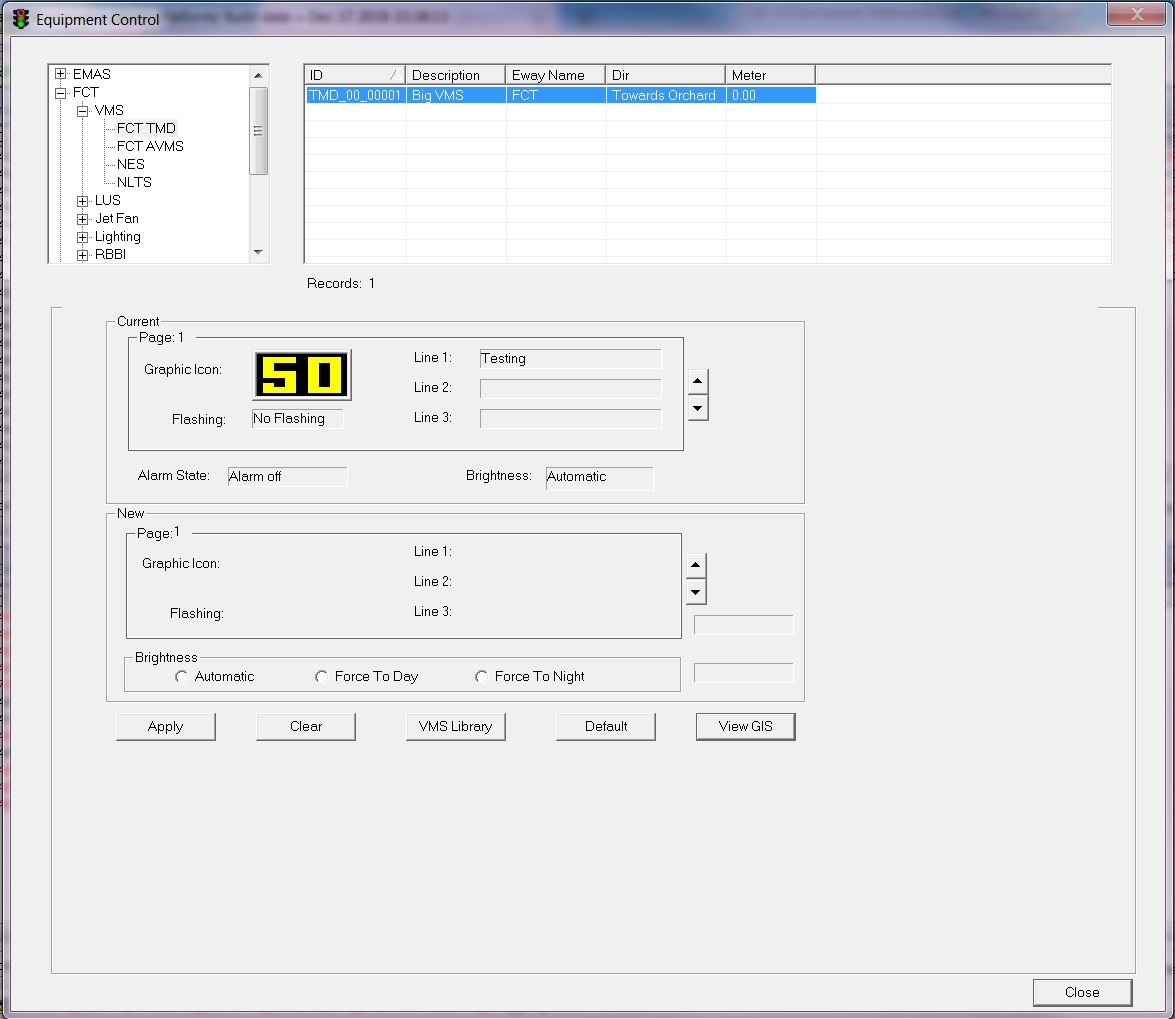 Equipment Control
EMAS
FCT
VMS
FCT TMD
FCT AVMS
NES
NLTS
LUS
Jet Fan
Lighting
RBBI
ID Description Eway Name Dir Meter
TMD_00_00001 Big VMS FCT Towards Orchard 0.00
Records: 1
Current
Page: 1
Graphic Icon: 50 Line 1: Testing
Line 2:
Flashing: No Flashing Line 3:
Alarm State: Alarm off Brightness: Automatic
New
Page:1
Graphic Icon: Line 1:
Line 2:
Flashing: Line 3:
Brightness
Automatic Force To Day Force To Night
Apply Clear VMS Library Default View GIS
Close